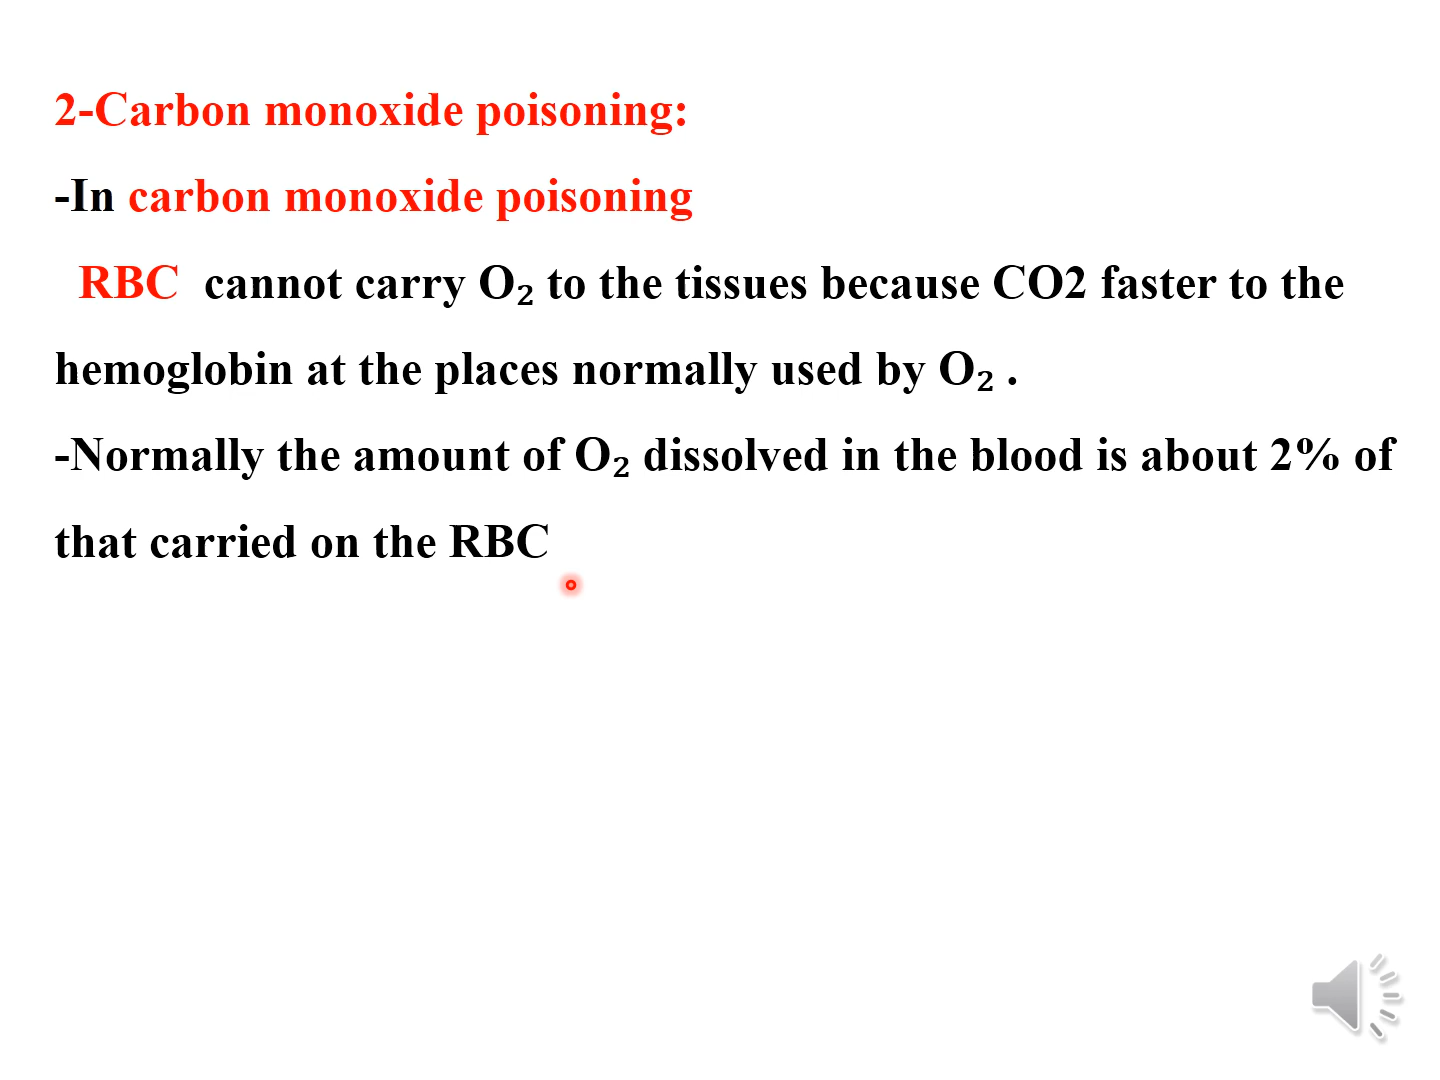 2-Carbon monoxide poisoning:
-In carbon monoxide poisoning
RBC cannot carry O₂ to the tissues because CO2 faster to the
hemoglobin at the places normally used by O₂ .
-Normally the amount of O₂ dissolved in the blood is about 2% of
that carried on the RBC